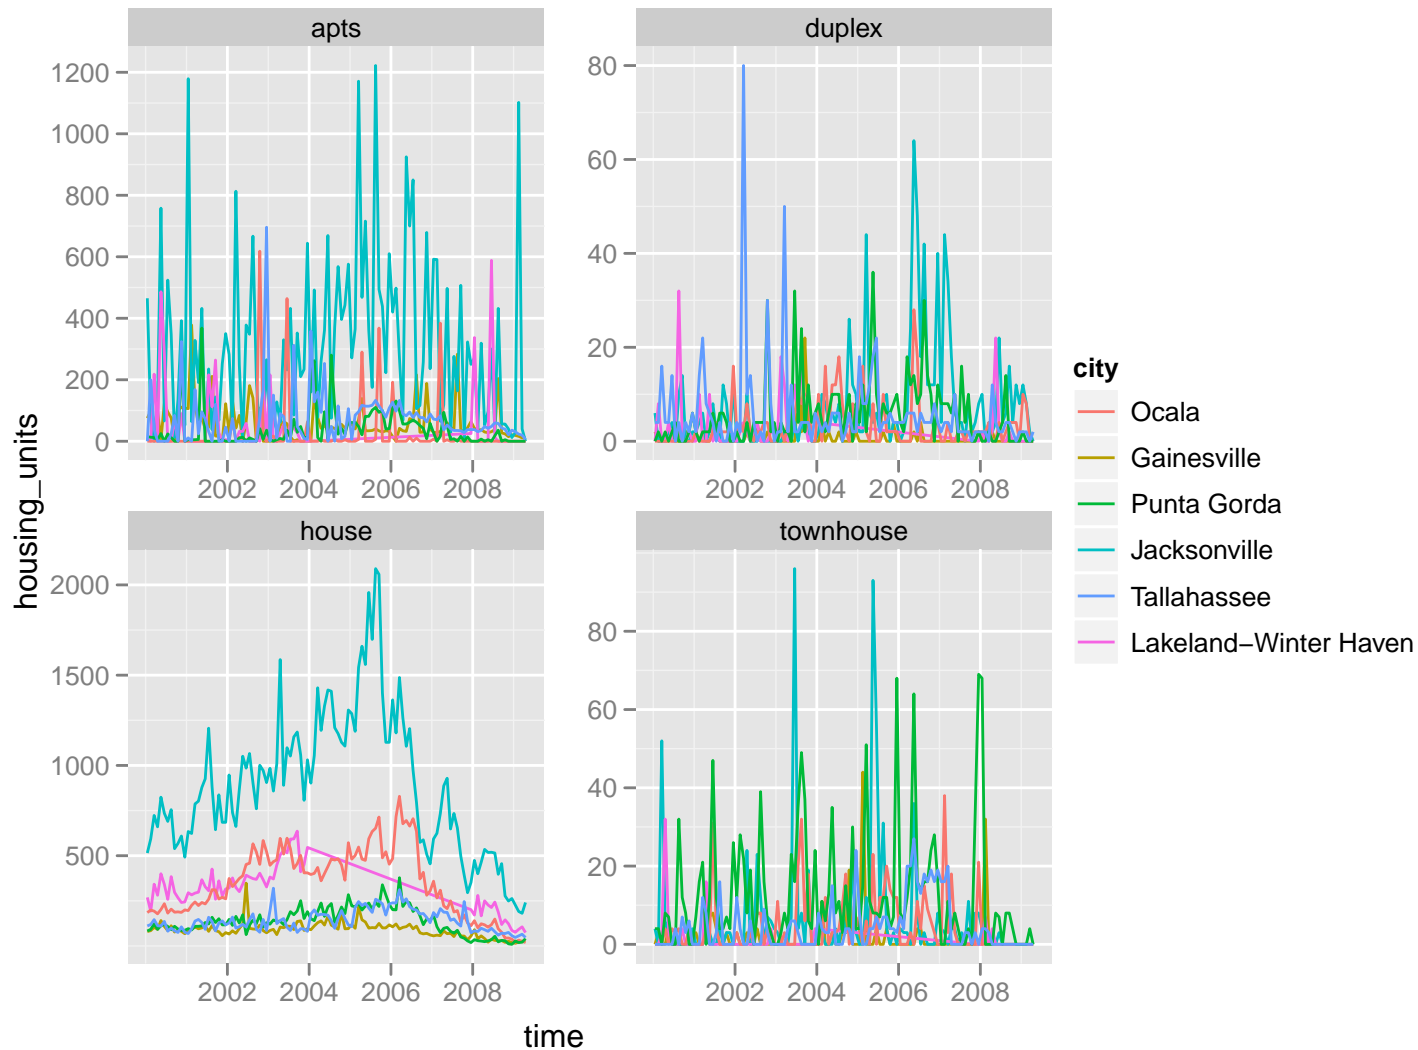 apts
duplex
1200
1000
800
600
400
200
0
80
60
40
20
0
2002 2004 2006 2008
2002 2004 2006 2008
house
townhouse
2000
1500
1000
500
80
60
40
20
0
2002 2004 2006 2008
2002 2004 2006 2008
housing_units
time
city
Ocala
Gainesville
Punta Gorda
Jacksonville
Tallahassee
Lakeland−Winter Haven